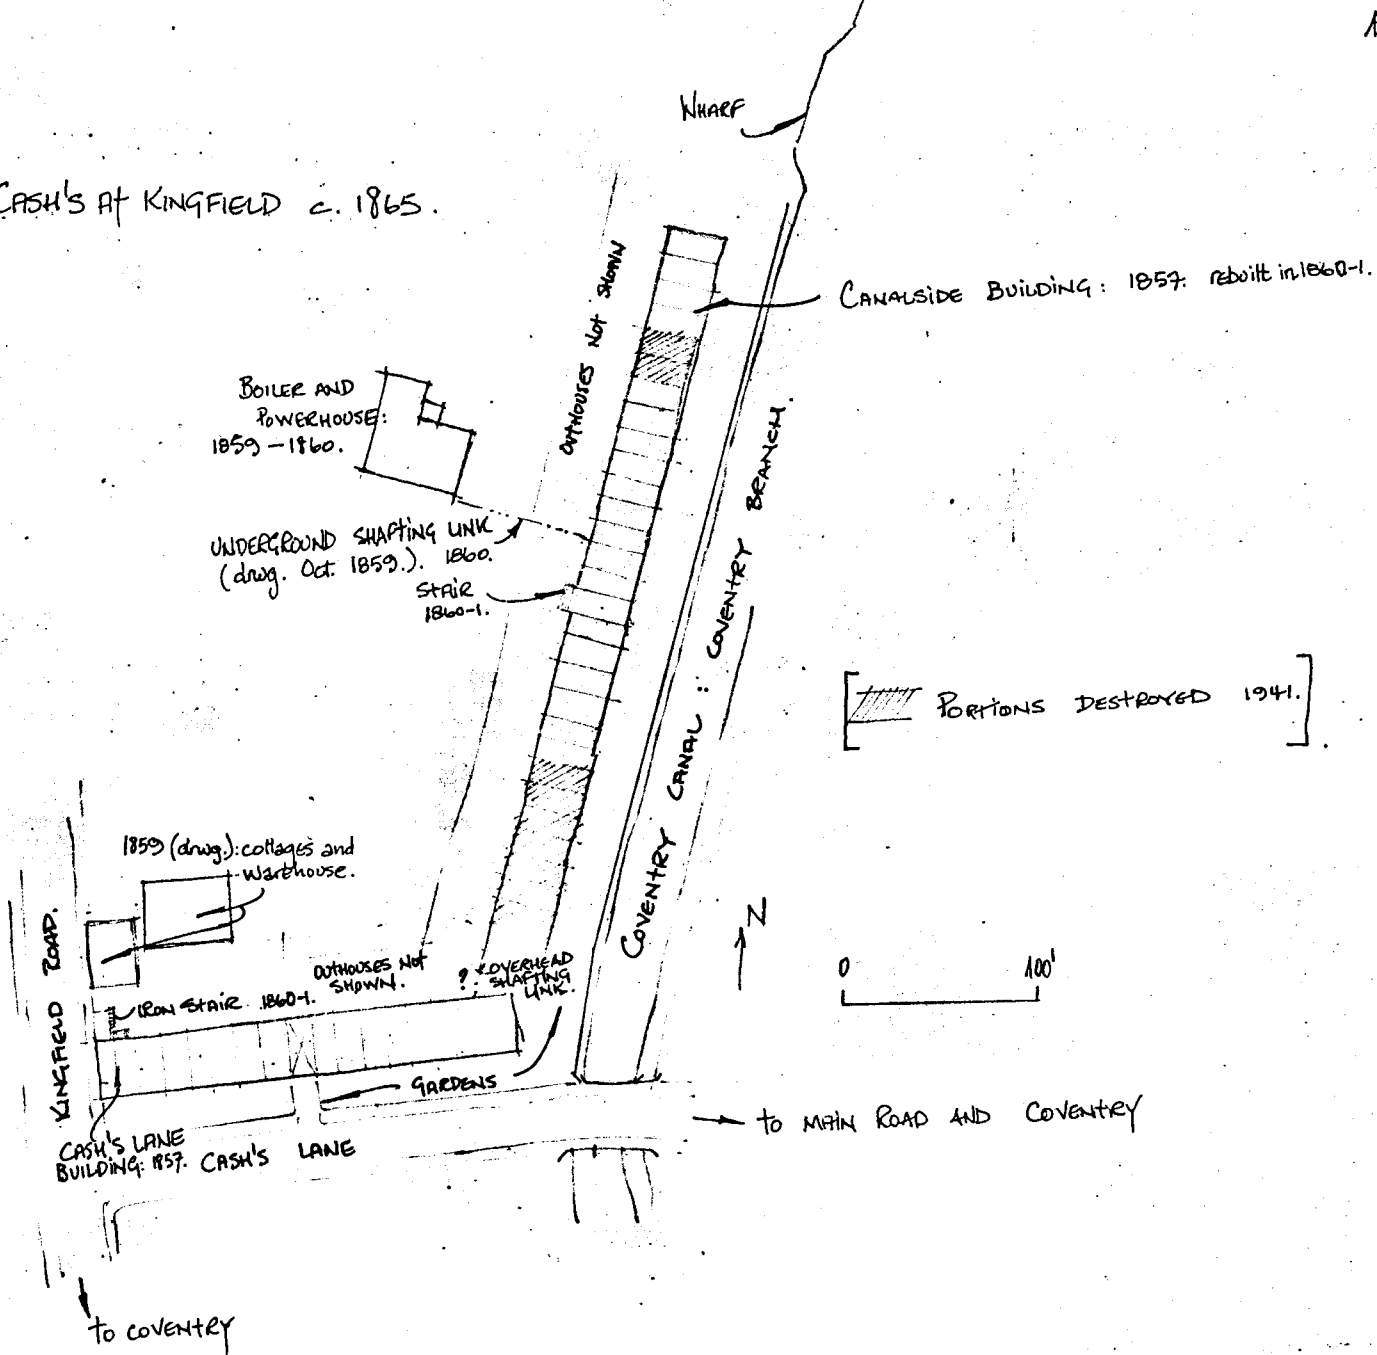 WHARF
CASH'S At KINGFIELD c. 1865.
OUTHOUSES Not SHOWN
CANALSIDE BUILDING: 1857. rebuilt in 1860-1.
BOILER AND
POWERHOUSE:
1859-1860.
UNDERGROUND SHAFTING LINK
(drwg. Oct. 1859.). 1860.
STAIR
1860-1.
COVENTRY CANAL: COVENTRY BRANCH.
PORTIONS DESTROYED 1941.
1859 (drwg.): cottages and
Warehouse.
KINGFIELD ROAD.
IRON STAIR 1860-1.
OUTHOUSES Not
SHOWN.
? OVERHEAD
SHAFTING
LINK.
N
0 100'
GARDENS
CASH'S LANE
BUILDING: 1857.
CASH'S LANE
to MAIN ROAD AND COVENTRY
to COVENTRY